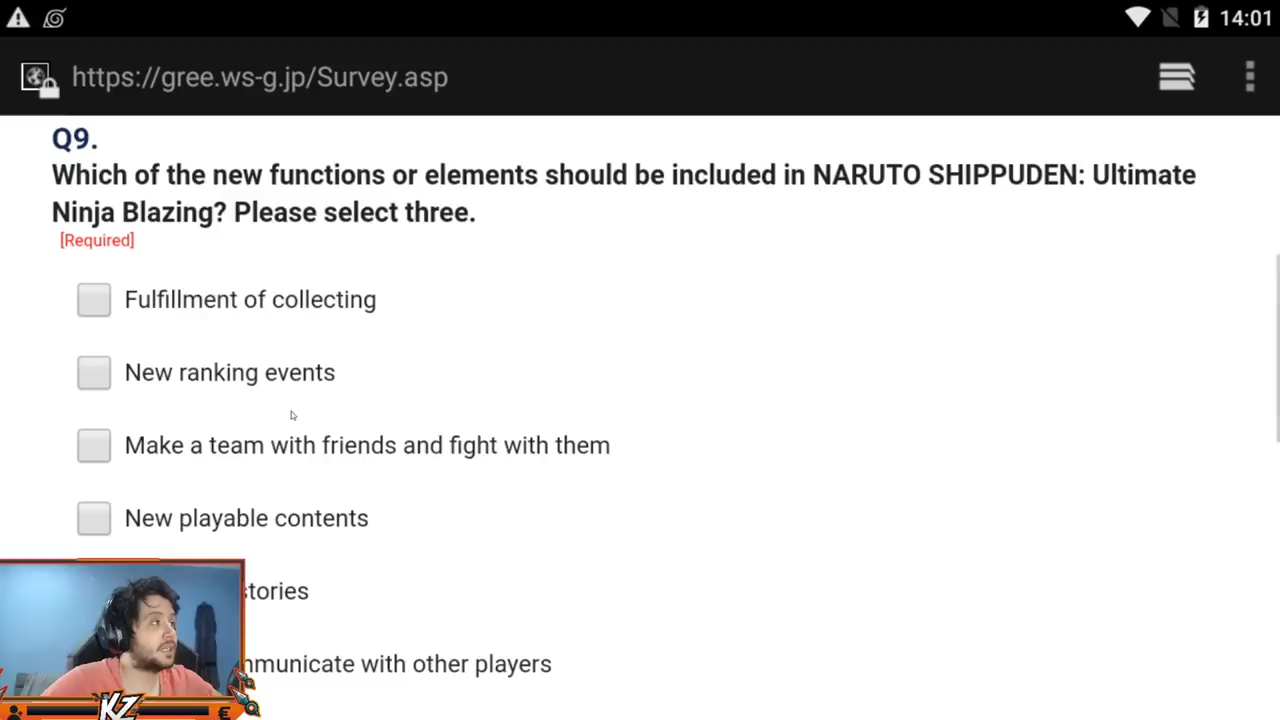 14:01
https://gree.ws-g.jp/Survey.asp
Q9.
Which of the new functions or elements should be included in NARUTO SHIPPUDEN: Ultimate
Ninja Blazing? Please select three.
[Required]
Fulfillment of collecting
New ranking events
Make a team with friends and fight with them
New playable contents
stories
mmunicate with other players
KZ
€